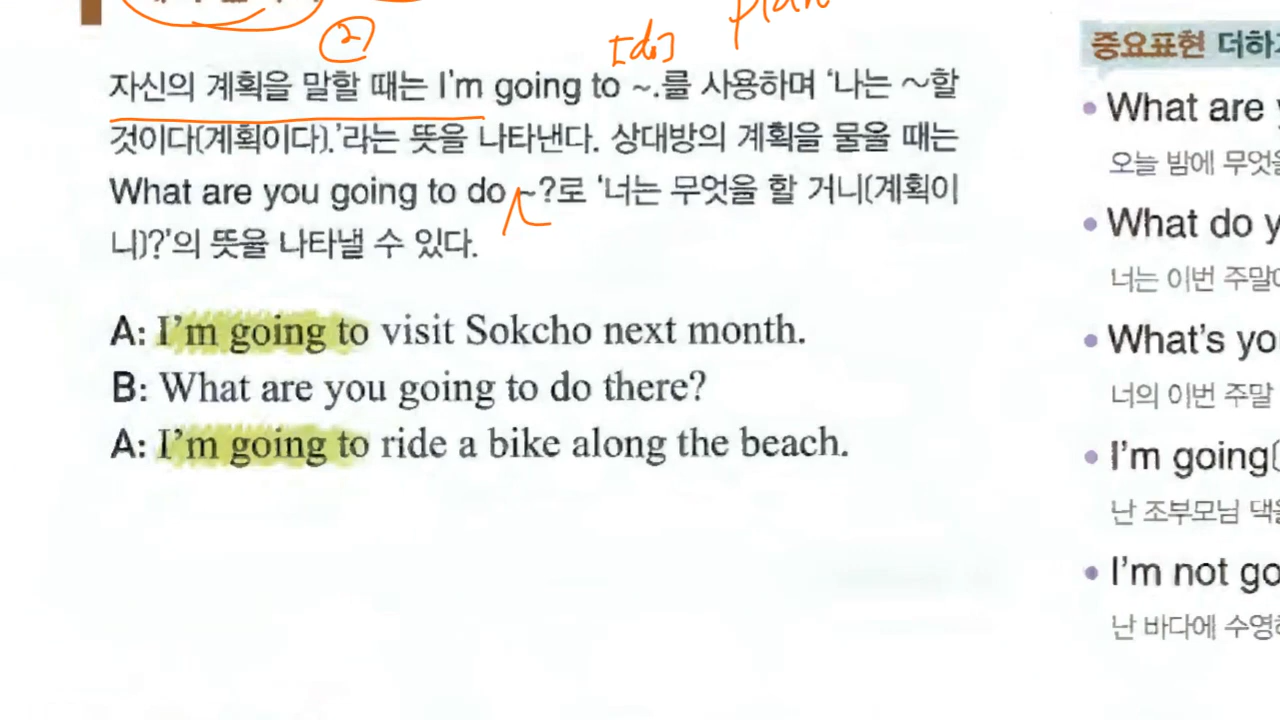 plan
②
[do]
자신의 계획을 말할 때는 I'm going to ~.를 사용하며 '나는 ~할
것이다(계획이다).'라는 뜻을 나타낸다. 상대방의 계획을 물을 때는
What are you going to do ~?로 '너는 무엇을 할 거니(계획이
니)?'의 뜻을 나타낼 수 있다.
A: I'm going to visit Sokcho next month.
B: What are you going to do there?
A: I'm going to ride a bike along the beach.
중요표현 더하
• What are
오늘 밤에 무엇을
• What do y
너는 이번 주말에
• What's you
너의 이번 주말
• I'm going
난 조부모님 댁을
• I'm not go
난 바다에 수영하